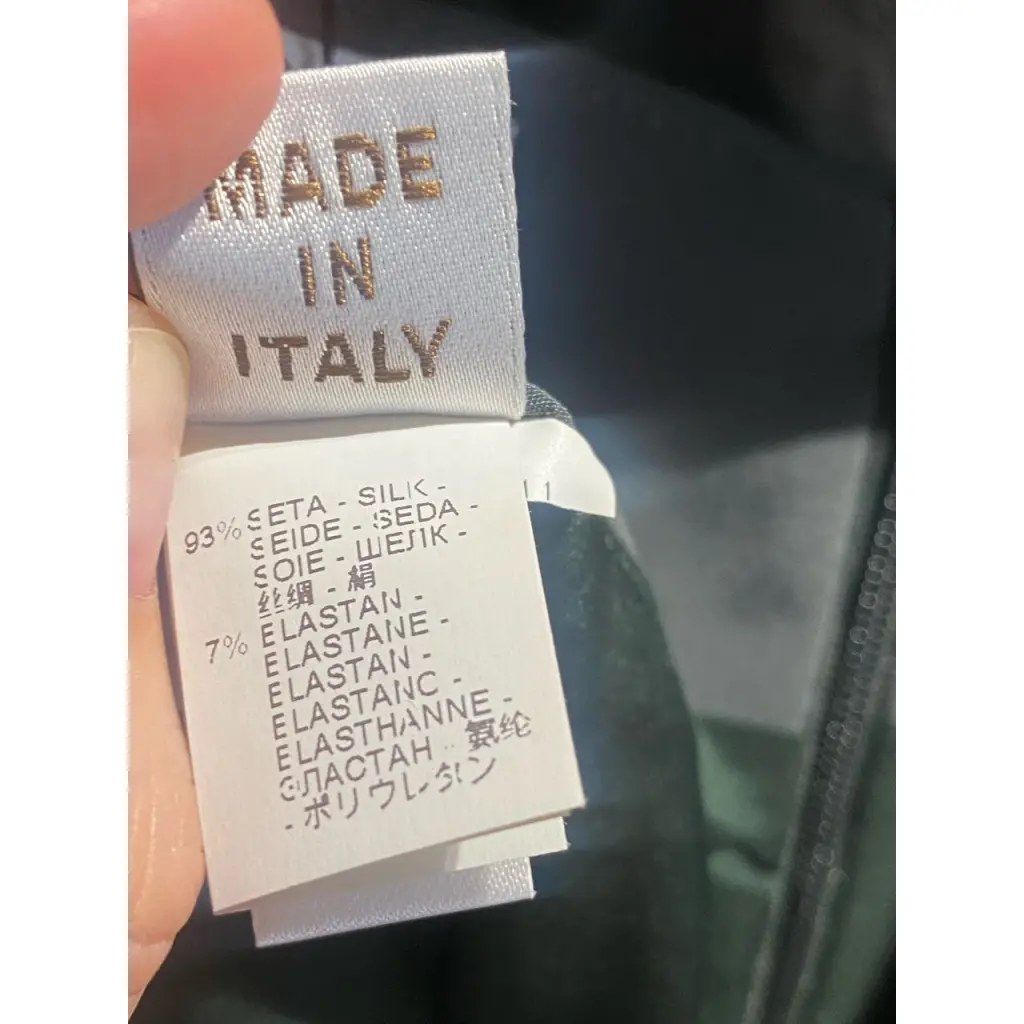 MADE
IN
ITALY
93% SETA - SILK -
SEIDE - SEDA -
SOIE - ШЕЛК -
丝绸 - 絹
7% ELASTAN -
ELASTANE -
ELASTAN -
ELASTANO -
ELASTHANNE -
ЭЛАСТАН - 氨纶
- ポリウレタン